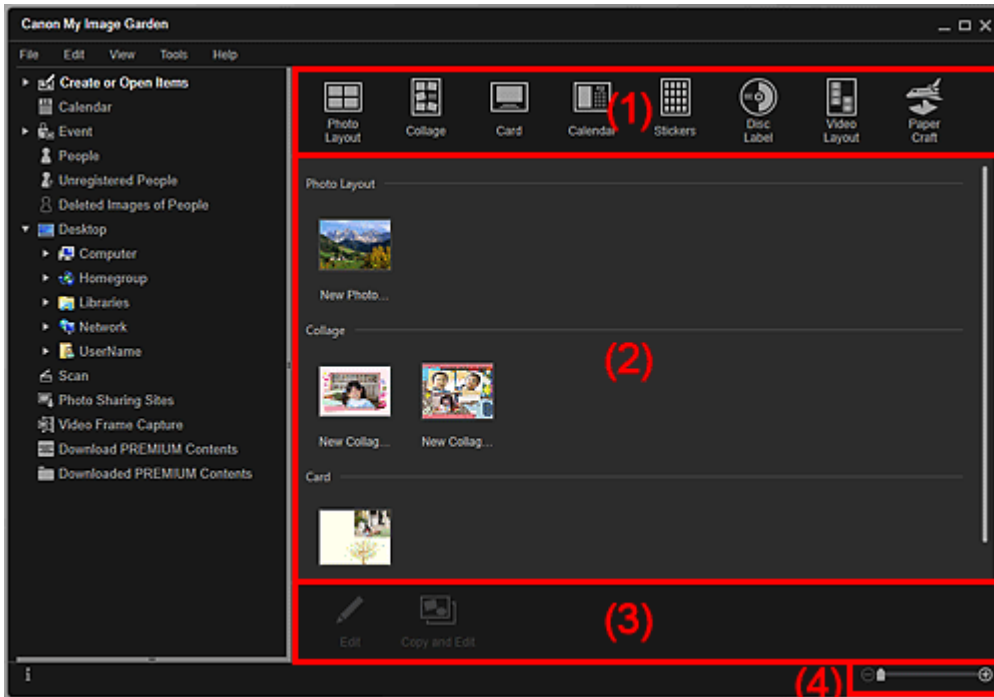 Canon My Image Garden
File Edit View Tools Help
Create or Open Items
Calendar
Event
People
Unregistered People
Deleted Images of People
Desktop
Computer
Homegroup
Libraries
Network
UserName
Scan
Photo Sharing Sites
Video Frame Capture
Download PREMIUM Contents
Downloaded PREMIUM Contents
Photo
Layout
Collage
Card
Calendar
(1)
Stickers
Disc
Label
Video
Layout
Paper
Craft
Photo Layout
New Photo...
Collage
(2)
New Collag...
New Collag...
Card
Edit
Copy and Edit
(3)
(4)